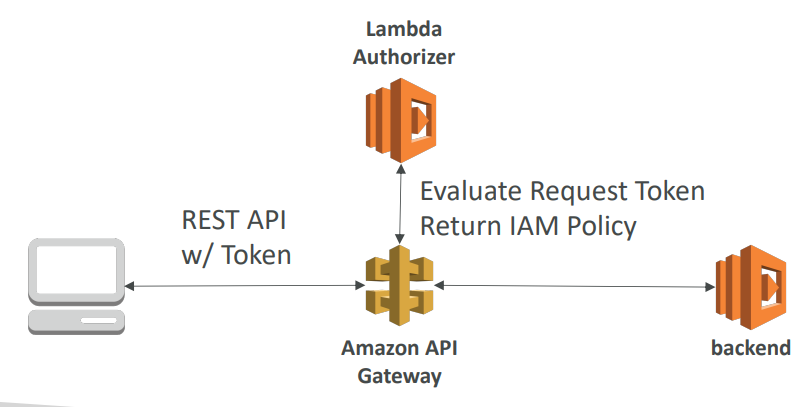 Lambda
Authorizer
Evaluate Request Token
Return IAM Policy
REST API
w/ Token
Amazon API
Gateway
backend